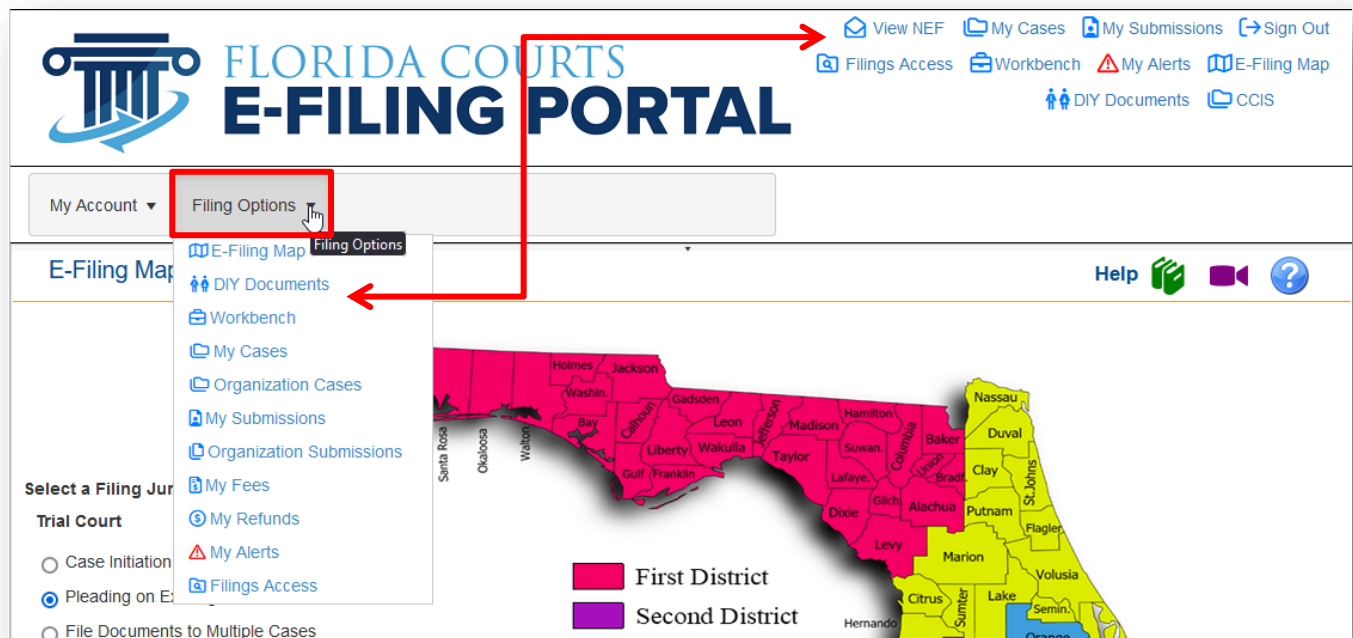 View NEF My Cases My Submissions Sign Out
FLORIDA COURTS
Filings Access Workbench My Alerts E-Filing Map
E-FILING PORTAL
DIY Documents CCIS
My Account Filing Options
Filing Options
E-Filing Map
Help
E-Filing Map
DIY Documents
Workbench
My Cases
Organization Cases
My Submissions
Organization Submissions
My Fees
My Refunds
My Alerts
Filings Access
Select a Filing Jur
Trial Court
Case Initiation
Pleading on Ex
File Documents to Multiple Cases
Holmes Jackson
Washin.
Bay Calhoun Gadsden
Leon Jefferson Madison Hamilton
Liberty Wakulla Taylor Suwan. Columbia Baker
Gulf Franklin Lafaye. Union Bradf.
Dixie Gilch. Alachua
Levy
Santa Rosa
Okaloosa
Walton
Nassau
Duval
Clay St.Johns
Putnam
Flagler
Marion
Volusia
Citrus Sumter Lake
Semin.
Hernando
Orange
First District
Second District